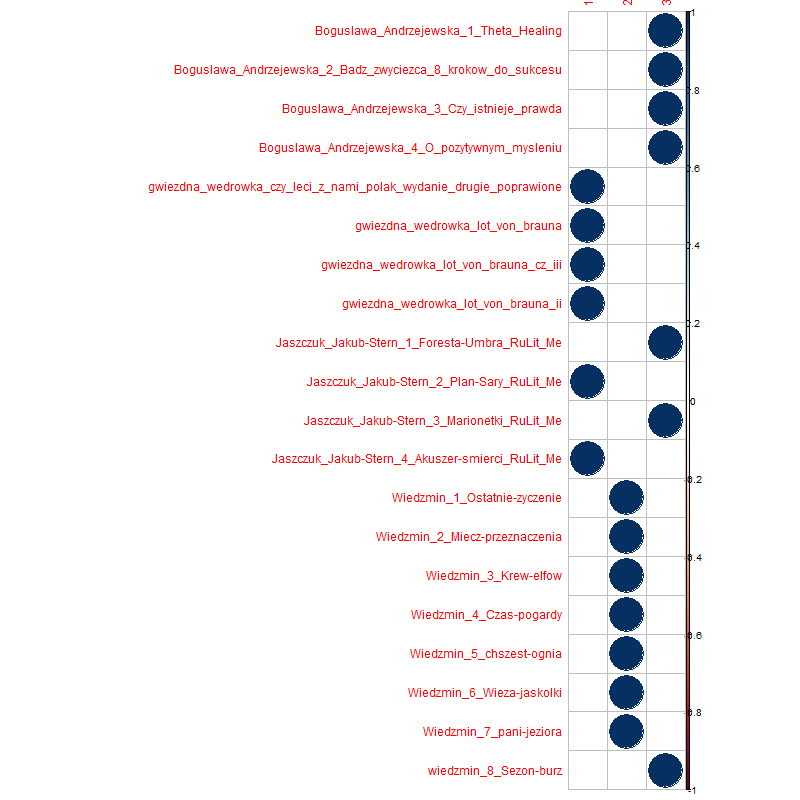 1 2 3
1
Boguslawa_Andrzejewska_1_Theta_Healing
Boguslawa_Andrzejewska_2_Badz_zwyciezca_8_krokow_do_sukcesu
0.8
Boguslawa_Andrzejewska_3_Czy_istnieje_prawda
Boguslawa_Andrzejewska_4_O_pozytywnym_mysleniu
0.6
gwiezdna_wedrowka_czy_leci_z_nami_polak_wydanie_drugie_poprawione
gwiezdna_wedrowka_lot_von_brauna
0.4
gwiezdna_wedrowka_lot_von_brauna_cz_iii
gwiezdna_wedrowka_lot_von_brauna_ii
0.2
Jaszczuk_Jakub-Stern_1_Foresta-Umbra_RuLit_Me
Jaszczuk_Jakub-Stern_2_Plan-Sary_RuLit_Me
0
Jaszczuk_Jakub-Stern_3_Marionetki_RuLit_Me
Jaszczuk_Jakub-Stern_4_Akuszer-smierci_RuLit_Me
-0.2
Wiedzmin_1_Ostatnie-zyczenie
Wiedzmin_2_Miecz-przeznaczenia
-0.4
Wiedzmin_3_Krew-elfow
Wiedzmin_4_Czas-pogardy
-0.6
Wiedzmin_5_chszest-ognia
Wiedzmin_6_Wieza-jaskolki
-0.8
Wiedzmin_7_pani-jeziora
wiedzmin_8_Sezon-burz
-1